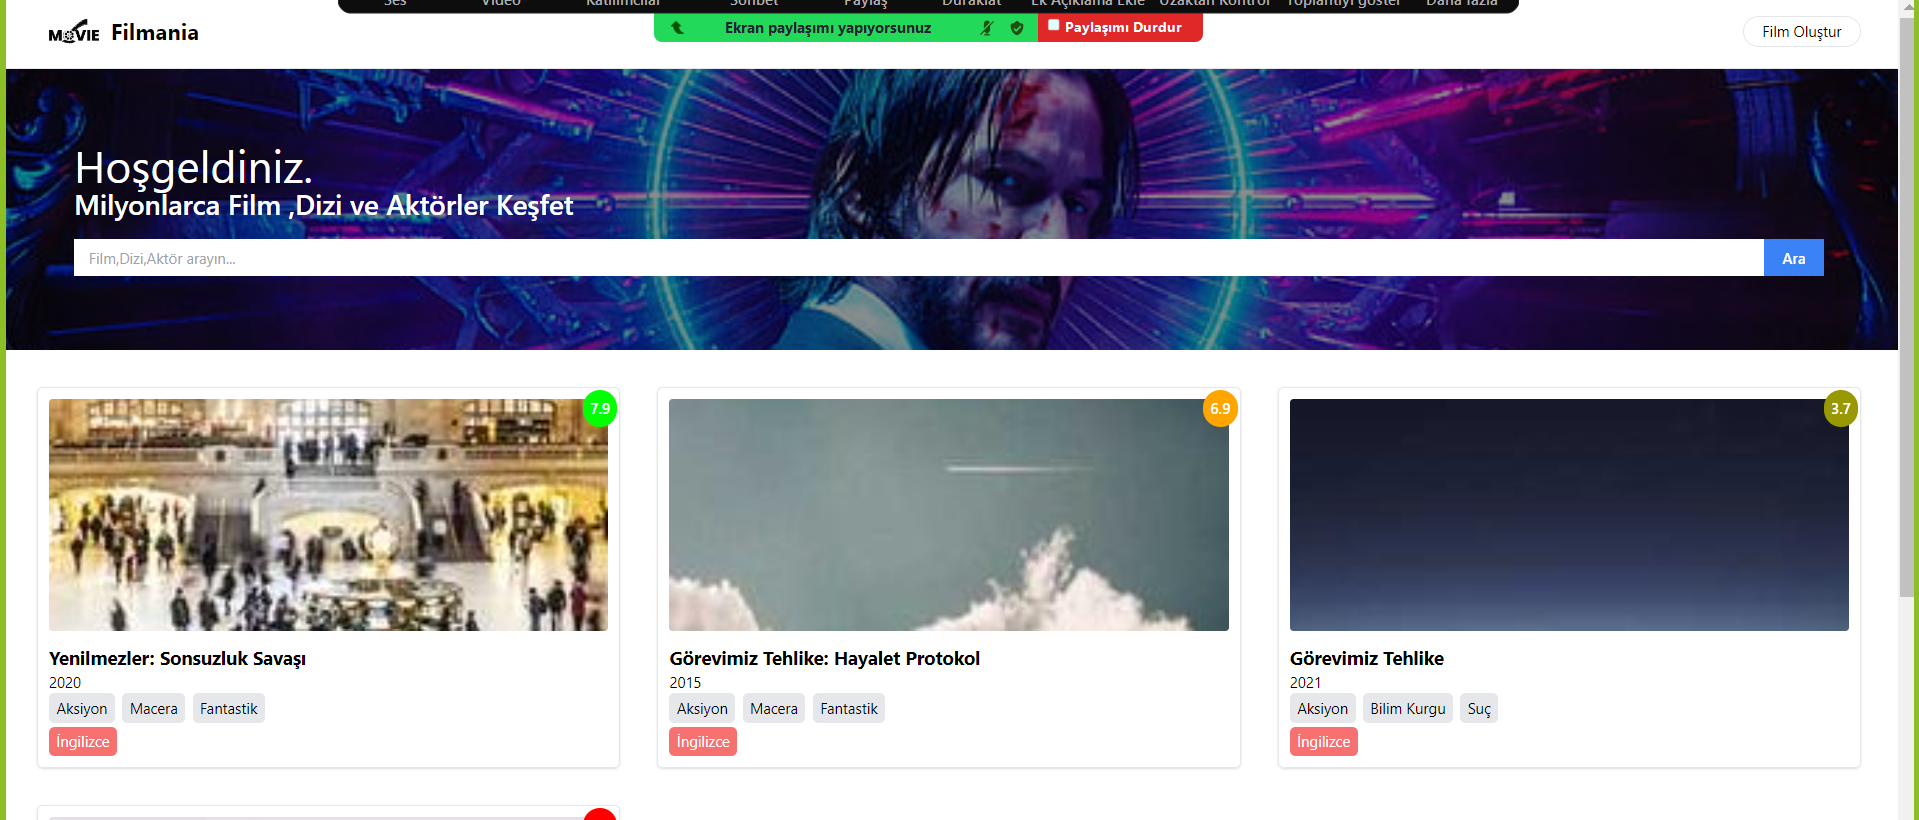 Ses Video Katılımcılar Sohbet Paylaş Duraklat Ek Açıklama Ekle Uzaktan Kontrol Toplantıyı göster Daha fazla
Ekran paylaşımı yapıyorsunuz
Paylaşımı Durdur
MOVIE Filmania
Film Oluştur
Hoşgeldiniz.
Milyonlarca Film ,Dizi ve Aktörler Keşfet
Film,Dizi,Aktör arayın...
Ara
7.9
Yenilmezler: Sonsuzluk Savaşı
2020
Aksiyon Macera Fantastik
İngilizce
6.9
Görevimiz Tehlike: Hayalet Protokol
2015
Aksiyon Macera Fantastik
İngilizce
3.7
Görevimiz Tehlike
2021
Aksiyon Bilim Kurgu Suç
İngilizce